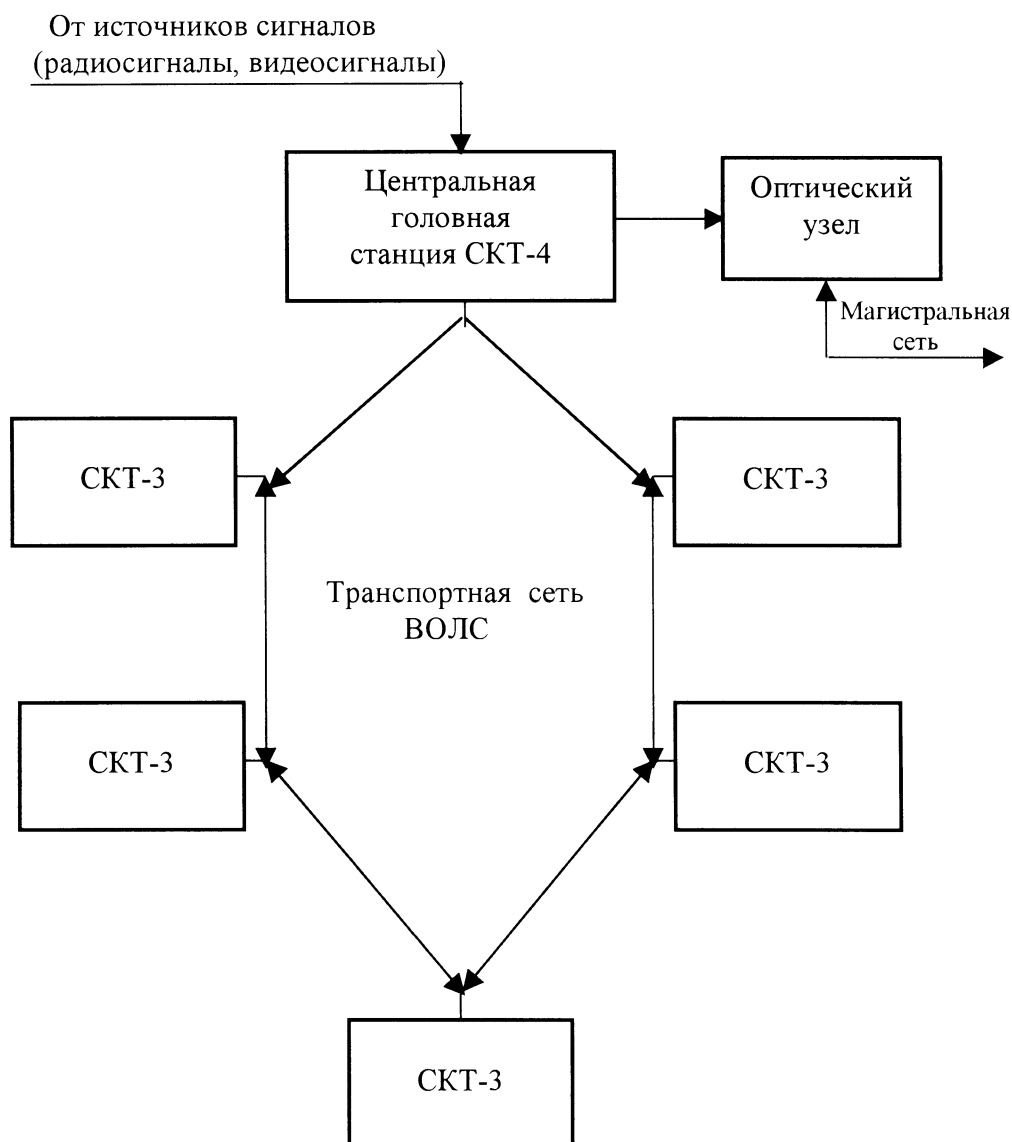 От источников сигналов
(радиосигналы, видеосигналы)
Центральная
головная
станция СКТ-4
Оптический
узел
Магистральная
сеть
СКТ-3
СКТ-3
Транспортная сеть
ВОЛС
СКТ-3
СКТ-3
СКТ-3